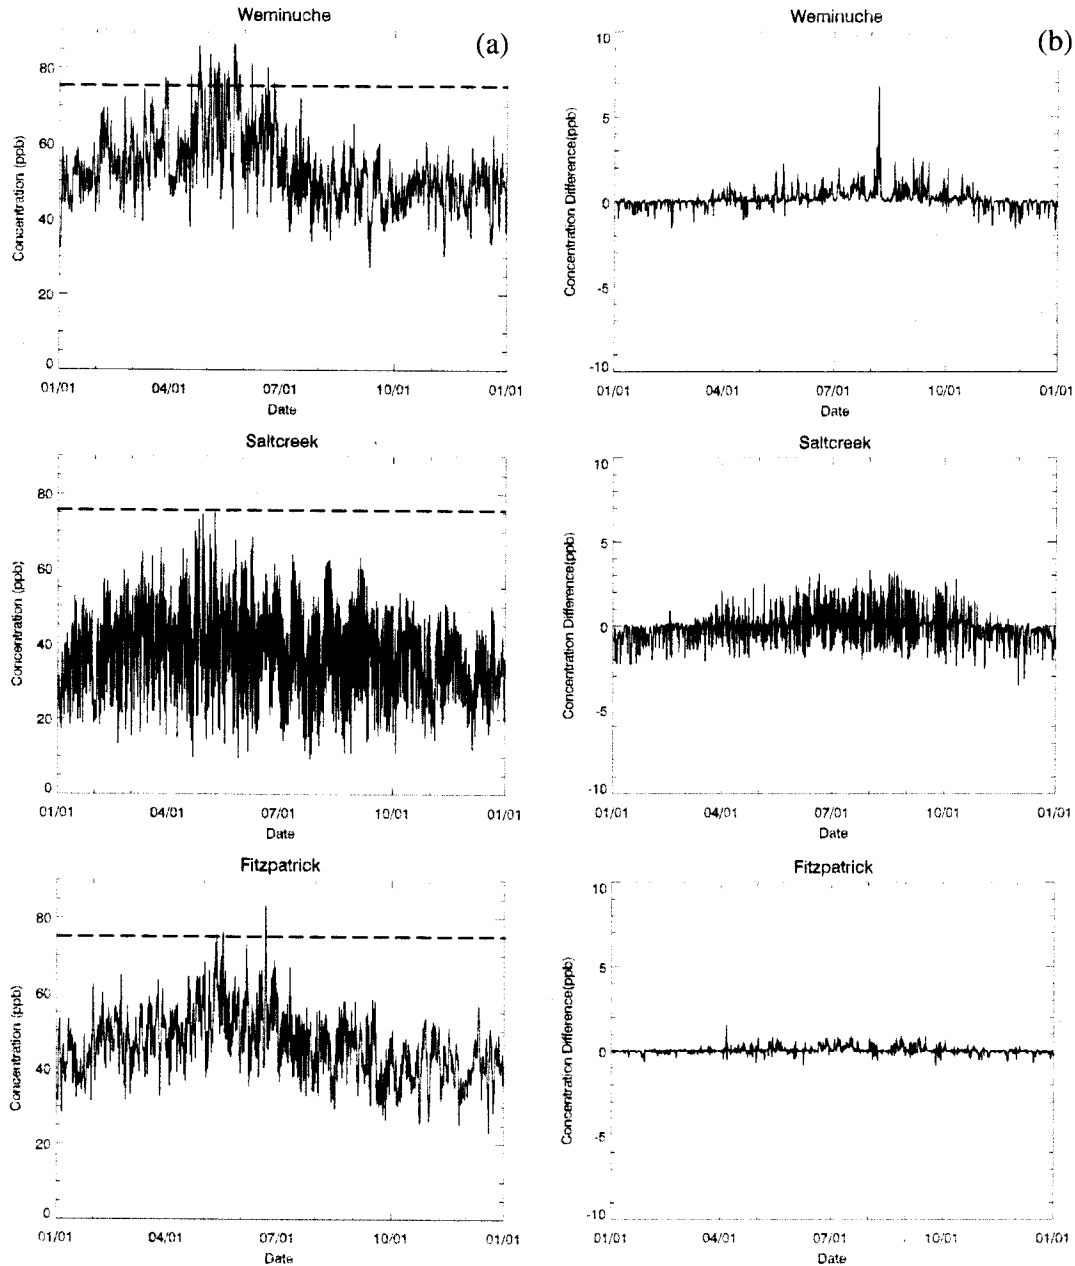 Weminuche
(a)
80
60
40
20
0
Concentration (ppb)
01/01 04/01 07/01 10/01 01/01
Date
Weminuche
(b)
10
5
0
-5
-10
Concentration Difference(ppb)
01/01 04/01 07/01 10/01 01/01
Date
Saltcreek
80
60
40
20
0
Concentration (ppb)
01/01 04/01 07/01 10/01 01/01
Date
Saltcreek
10
5
0
-5
-10
Concentration Difference(ppb)
01/01 04/01 07/01 10/01 01/01
Date
Fitzpatrick
80
60
40
20
0
Concentration (ppb)
01/01 04/01 07/01 10/01 01/01
Date
Fitzpatrick
10
5
0
-5
-10
Concentration Difference(ppb)
01/01 04/01 07/01 10/01 01/01
Date